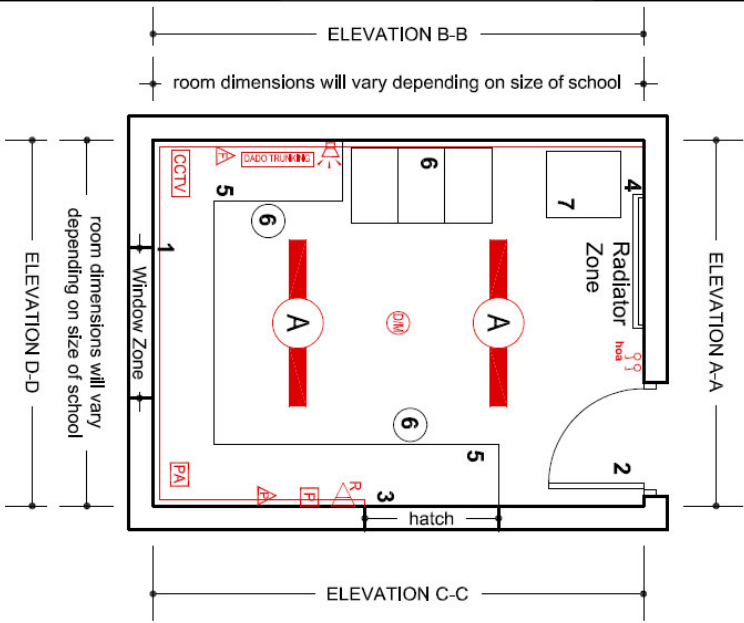 ELEVATION B-B
room dimensions will vary depending on size of school
CCTV
DADO TRUNKING
6
4
5
7
6
1
Radiator
Zone
ELEVATION D-D
room dimensions will vary
depending on size of school
Window Zone
A
D/M
A
hoa
ELEVATION A-A
6
5
2
PA
P
P
R
3
hatch
ELEVATION C-C